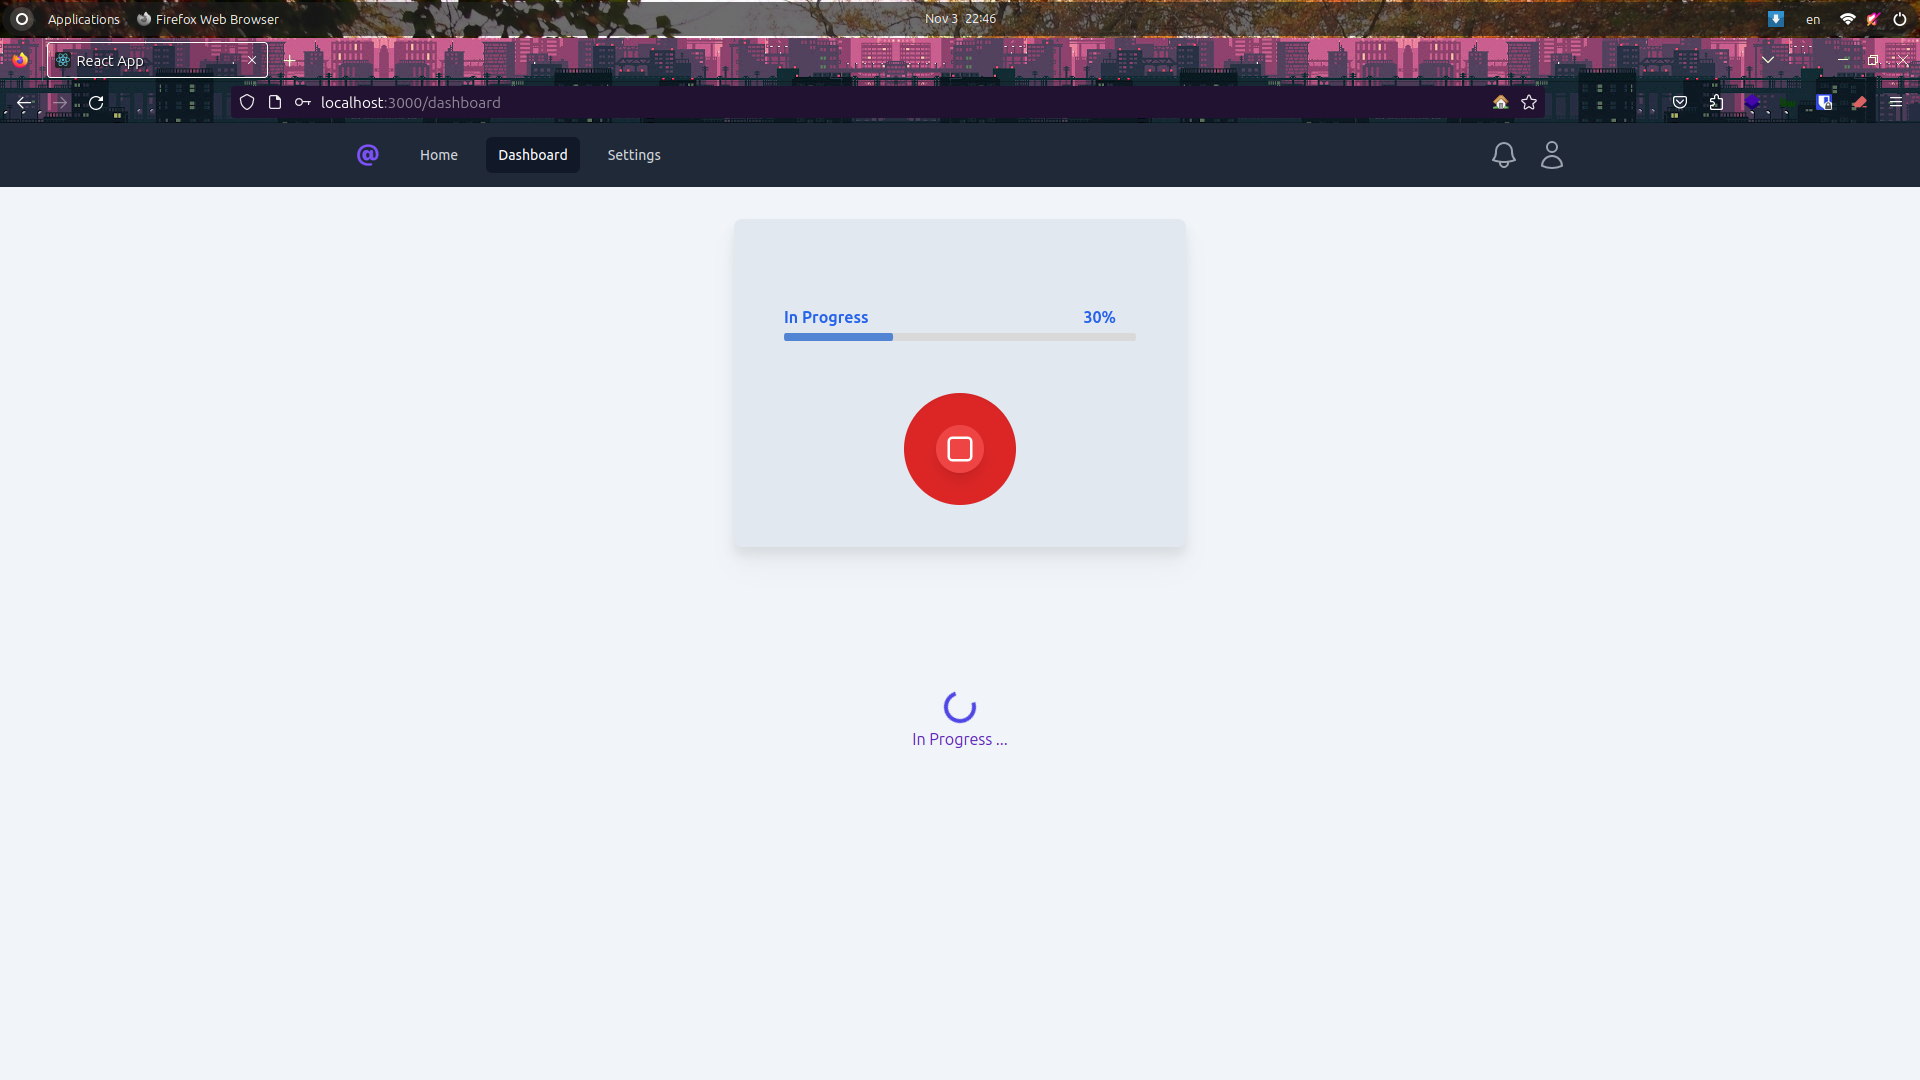 Applications Firefox Web Browser Nov 3 22:46 en
React App
localhost:3000/dashboard
@ Home Dashboard Settings
In Progress 30%
In Progress ...